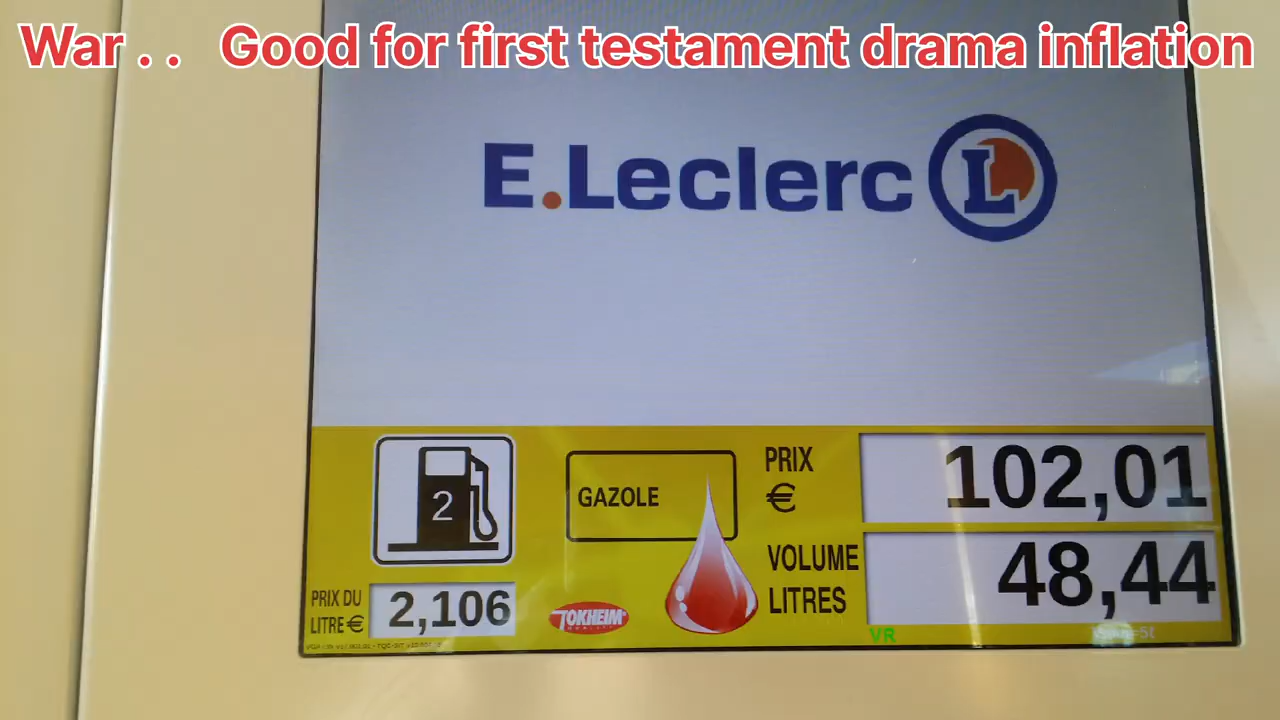 War . . Good for first testament drama inflation
E.Leclerc L
2
GAZOLE
PRIX
€
102,01
VOLUME
LITRES
48,44
PRIX DU
LITRE €
2,106
TOKHEIM
VR